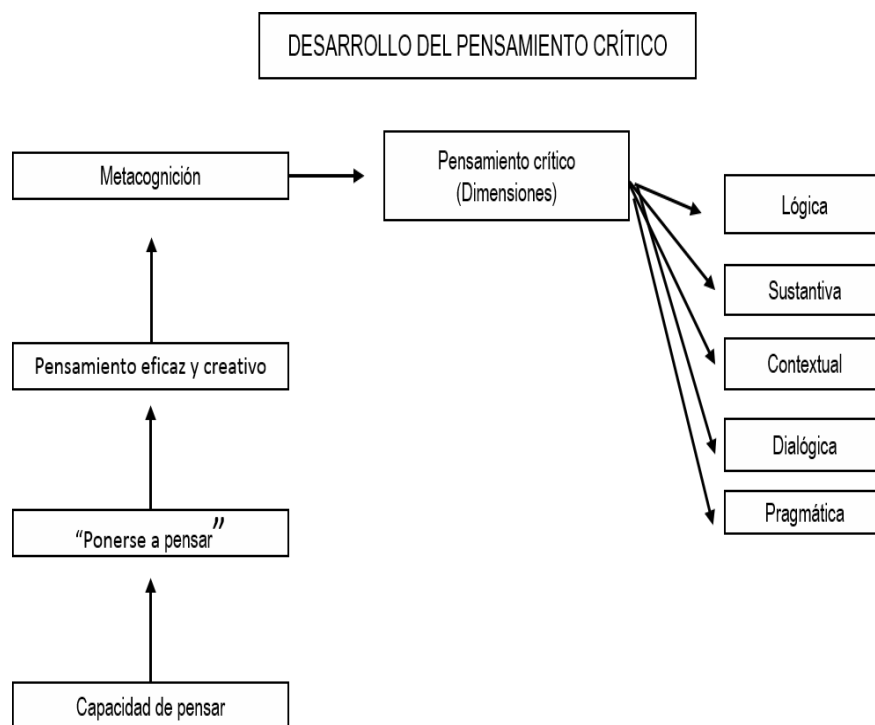 DESARROLLO DEL PENSAMIENTO CRÍTICO
Metacognición
Pensamiento crítico
(Dimensiones)
Lógica
Sustantiva
Pensamiento eficaz y creativo
Contextual
Dialógica
“Ponerse a pensar”
Pragmática
Capacidad de pensar